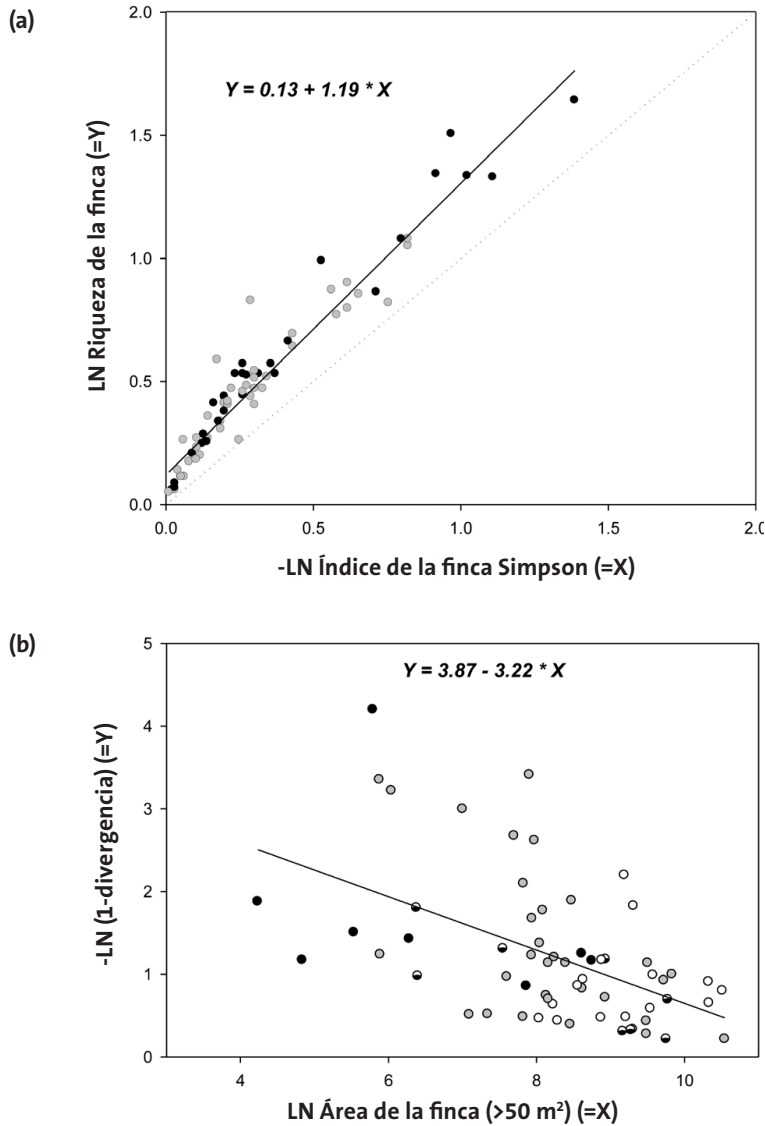 (a)
2.0
1.5
1.0
0.5
0.0
LN Riqueza de la finca (=Y)
Y = 0.13 + 1.19 * X
0.0 0.5 1.0 1.5 2.0
-LN Índice de la finca Simpson (=X)
(b)
5
4
3
2
1
0
-LN (1-divergencia) (=Y)
Y = 3.87 - 3.22 * X
4 6 8 10
LN Área de la finca (>50 m²) (=X)